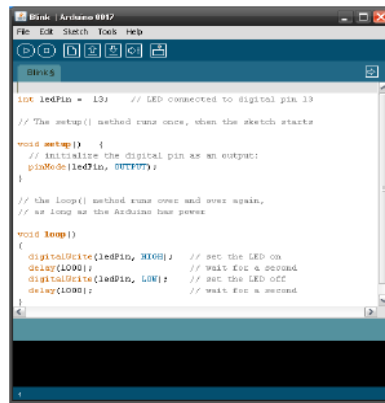 Blink | Arduino 0017
File Edit Sketch Tools Help
Blink §
int ledPin = 13; // LED connected to digital pin 13
// The setup() method runs once, when the sketch starts
void setup() {
// initialize the digital pin as an output:
pinMode(ledPin, OUTPUT);
}
// the loop() method runs over and over again,
// as long as the Arduino has power
void loop()
{
digitalWrite(ledPin, HIGH); // set the LED on
delay(1000); // wait for a second
digitalWrite(ledPin, LOW); // set the LED off
delay(1000); // wait for a second
}